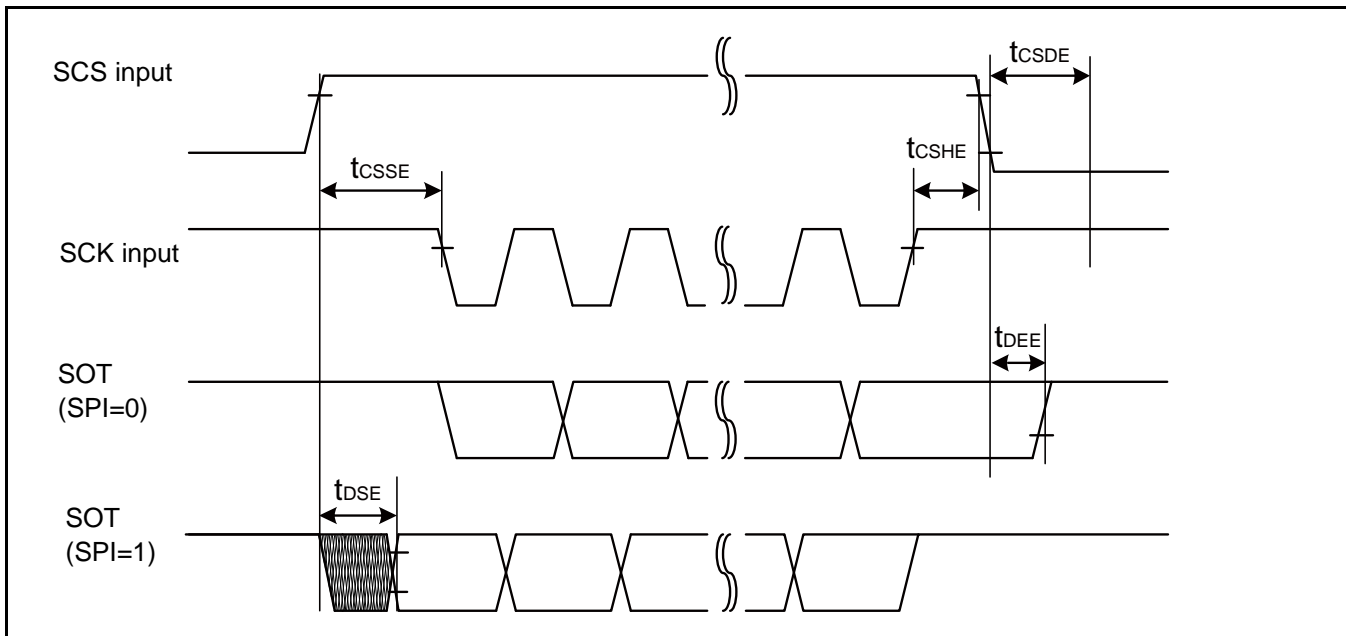 SCS input
tCSDE
tCSHE
tCSSE
SCK input
tDEE
SOT
(SPI=0)
tDSE
SOT
(SPI=1)